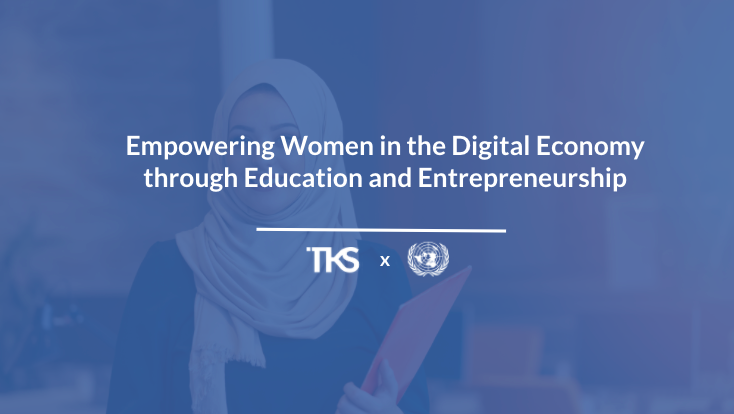 Empowering Women in the Digital Economy
through Education and Entrepreneurship
TKS x